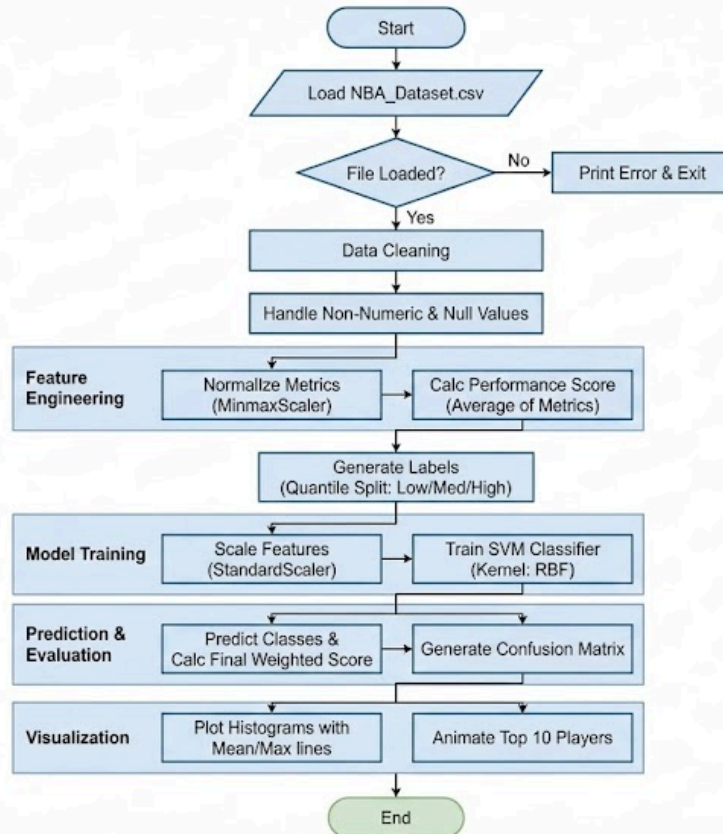 Start
Load NBA_Dataset.csv
File Loaded?
No
Print Error & Exit
Yes
Data Cleaning
Handle Non-Numeric & Null Values
Feature
Engineering
Normalize Metrics
(MinmaxScaler)
Calc Performance Score
(Average of Metrics)
Generate Labels
(Quantile Split: Low/Med/High)
Model Training
Scale Features
(StandardScaler)
Train SVM Classifier
(Kernel: RBF)
Prediction &
Evaluation
Predict Classes &
Calc Final Weighted Score
Generate Confusion Matrix
Visualization
Plot Histograms with
Mean/Max lines
Animate Top 10 Players
End